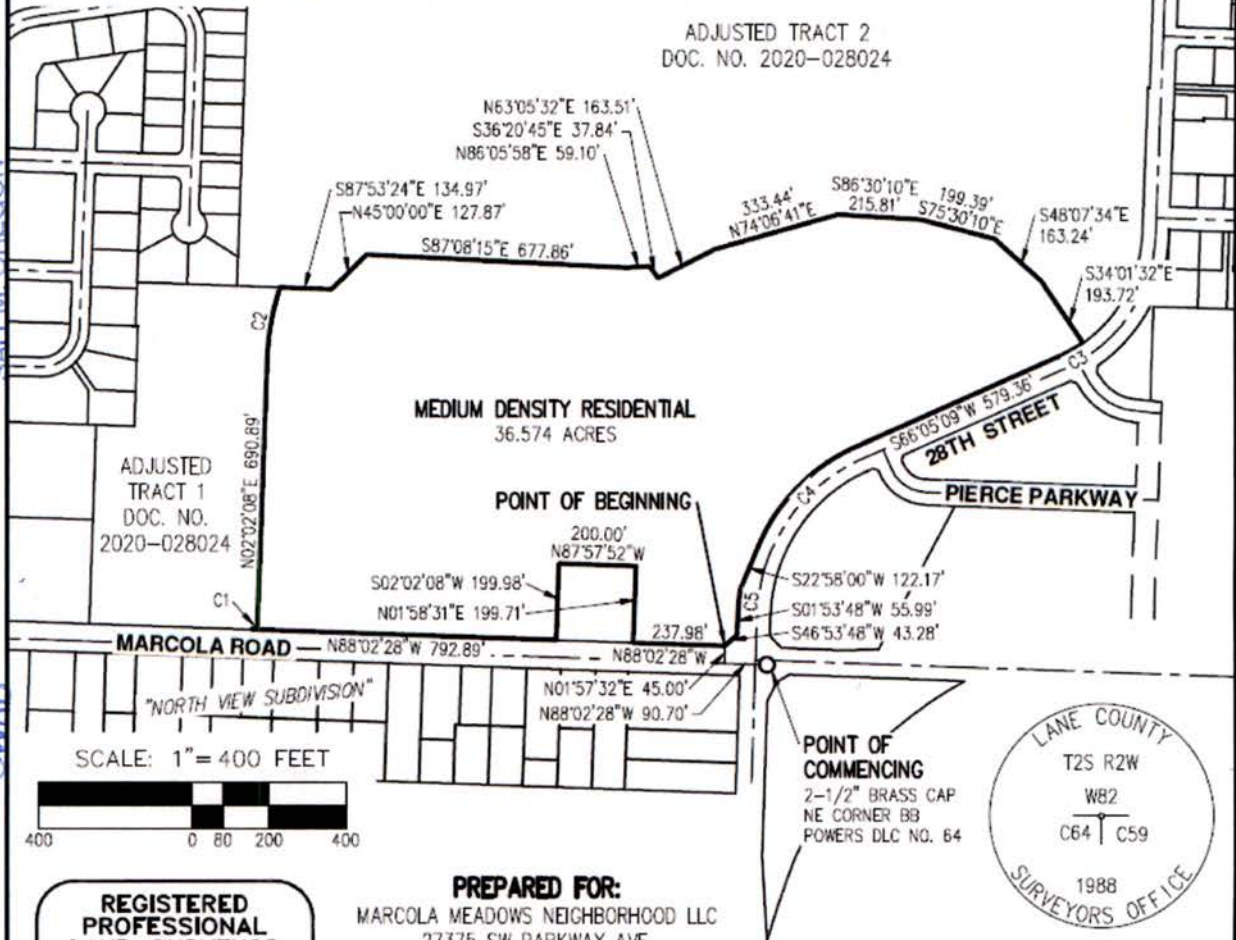 ADJUSTED TRACT 2
DOC. NO. 2020-028024
N63°05'32"E 163.51'
S36°20'45"E 37.84'
N86°05'58"E 59.10'
S87°53'24"E 134.97'
N45°00'00"E 127.87'
S87°08'15"E 677.86'
333.44'
N74°06'41"E
S86°30'10"E
215.81'
199.39'
S75°30'10"E
S48°07'34"E
163.24'
S34°01'32"E
193.72'
C2
C3
MEDIUM DENSITY RESIDENTIAL
36.574 ACRES
S66°05'09"W 579.36'
28TH STREET
ADJUSTED
TRACT 1
DOC. NO.
2020-028024
N02°02'08"E 690.89'
C4
PIERCE PARKWAY
POINT OF BEGINNING
200.00'
N87°57'52"W
S02°02'08"W 199.98'
N01°58'31"E 199.71'
S22°58'00"W 122.17'
C5
S01°53'48"W 55.99'
S46°53'48"W 43.28'
C1
237.98'
MARCOLA ROAD
N88°02'28"W 792.89'
N88°02'28"W
N01°57'32"E 45.00'
N88°02'28"W 90.70'
"NORTH VIEW SUBDIVISION"
SCALE: 1"= 400 FEET
400 0 80 200 400
POINT OF
COMMENCING
2-1/2" BRASS CAP
NE CORNER BB
POWERS DLC NO. 64
LANE COUNTY
T2S R2W
W82
C64 C59
1988
SURVEYORS OFFICE
REGISTERED
PROFESSIONAL
PREPARED FOR:
MARCOLA MEADOWS NEIGHBORHOOD LLC
27375 SW PARKWAY AVE